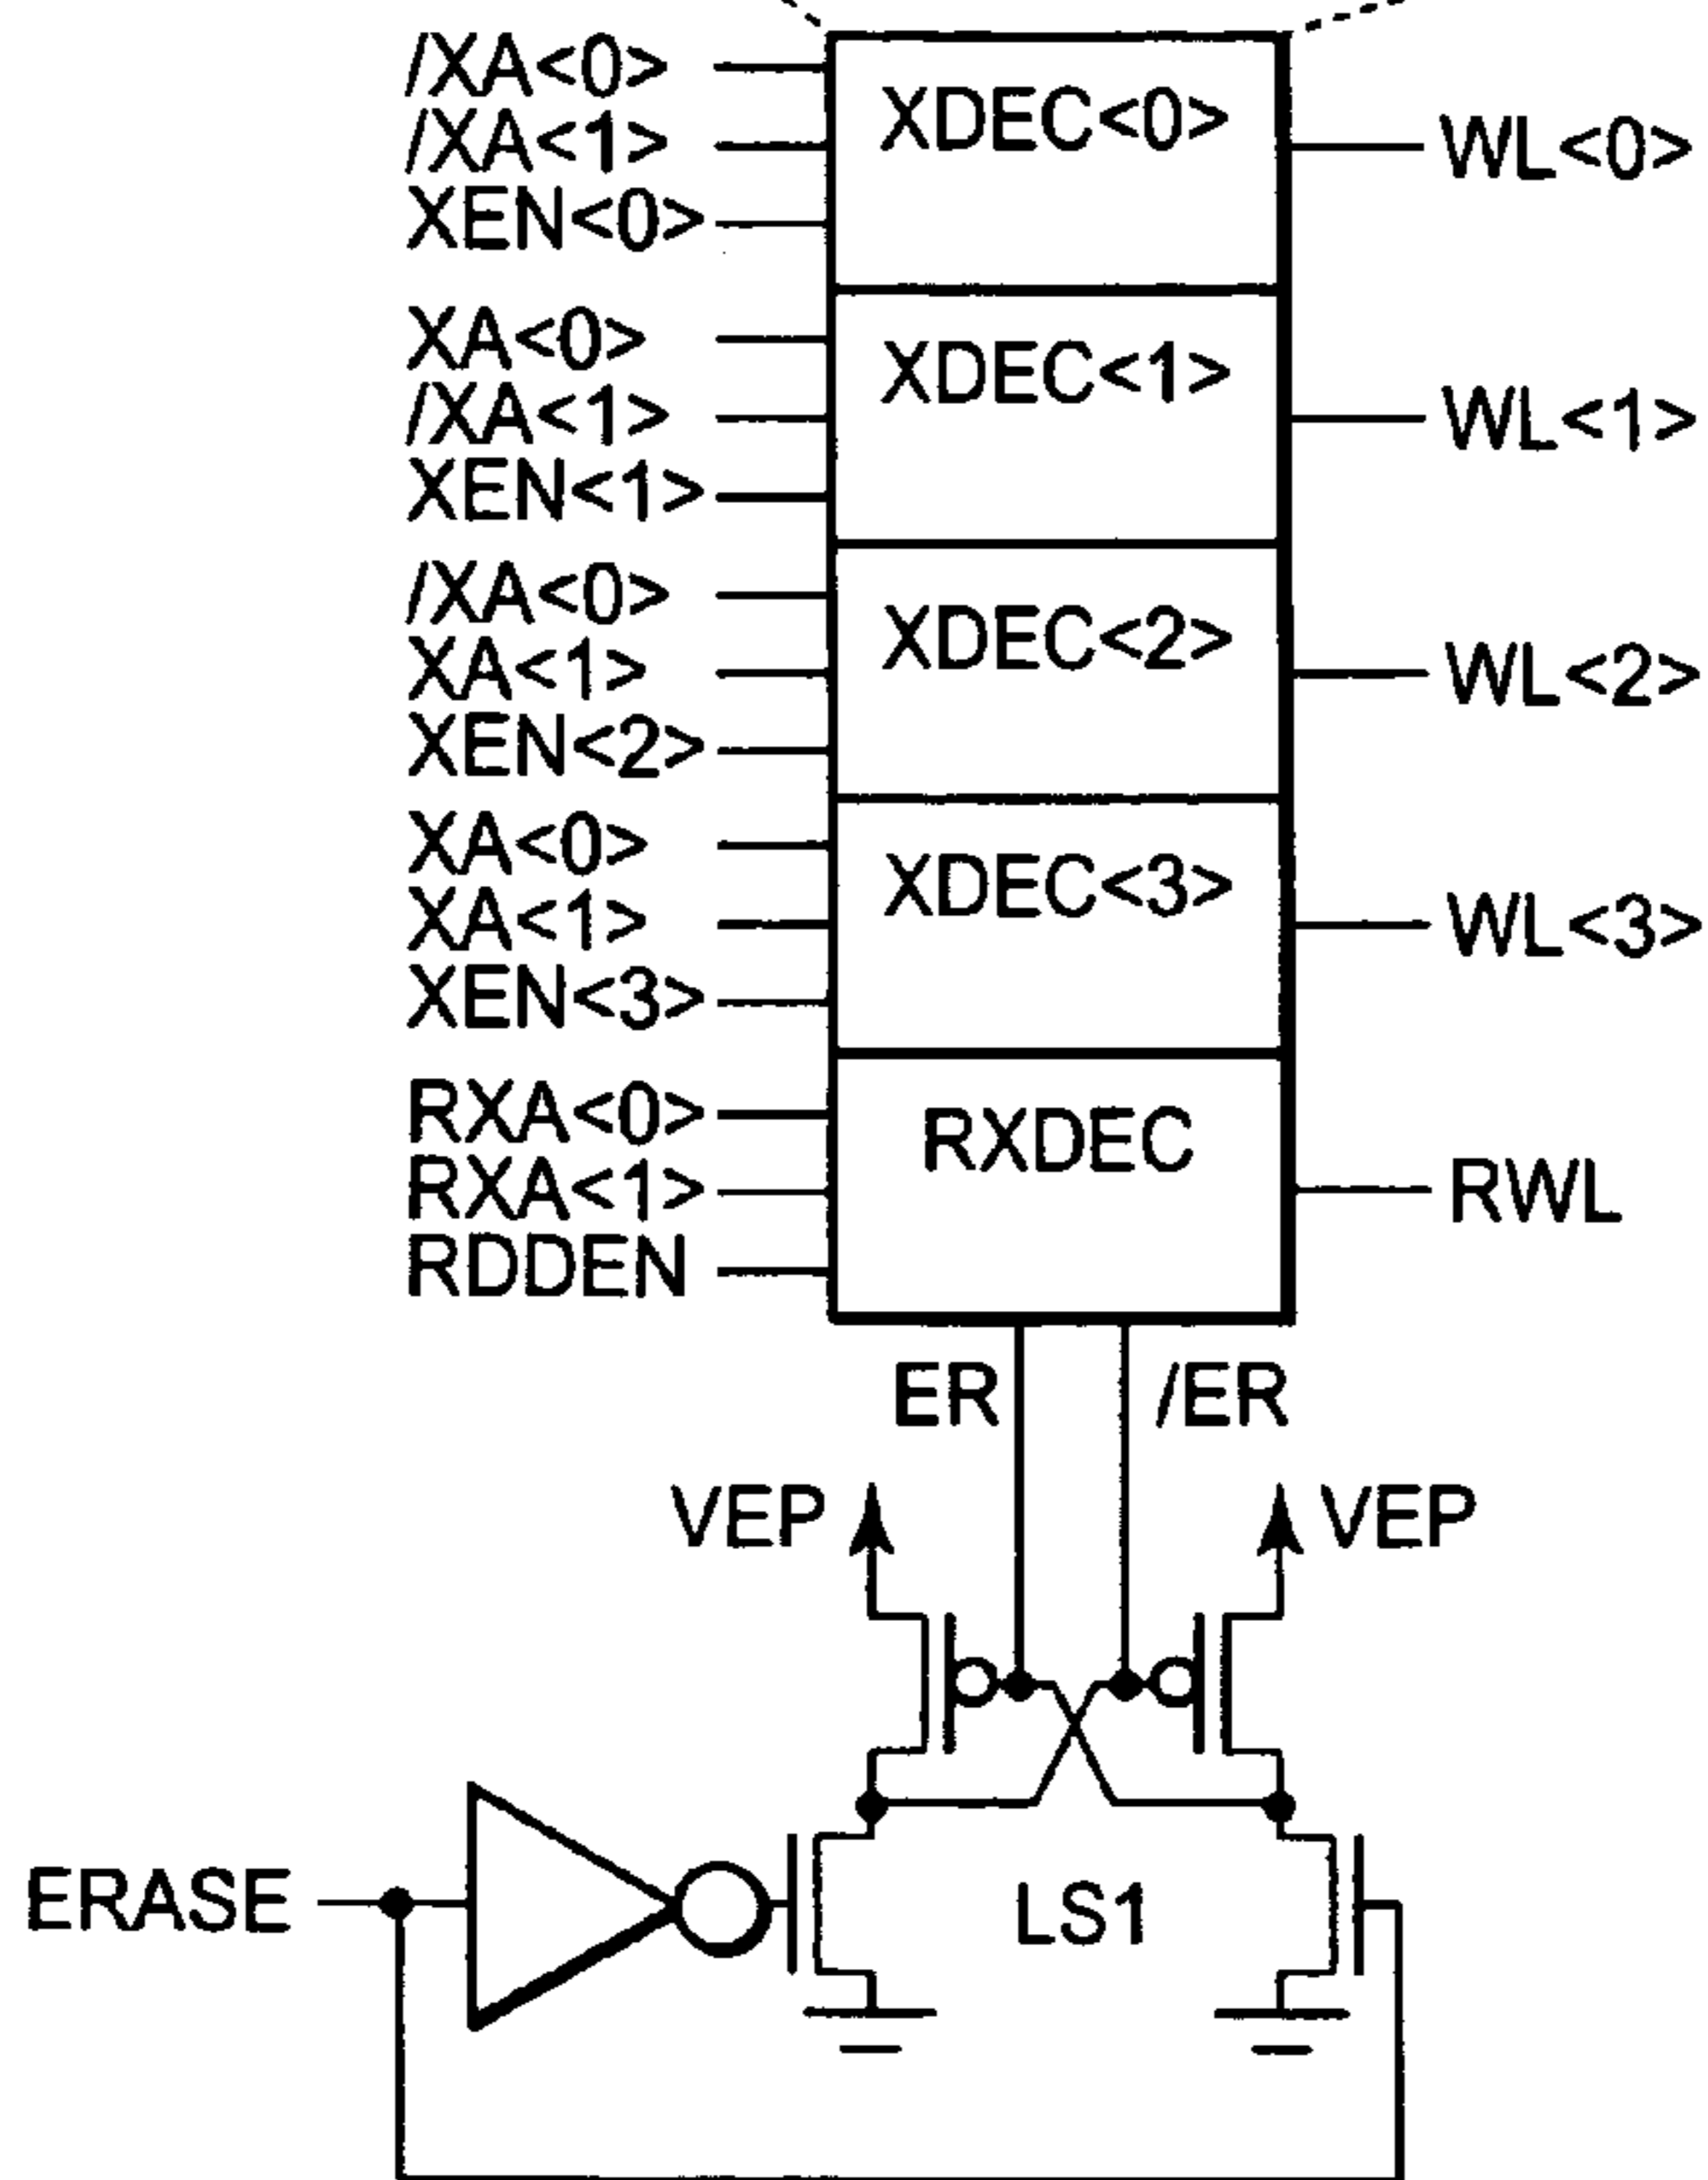 /XA<0>
/XA<1>
XEN<0>
XDEC<0>
WL<0>
XA<0>
/XA<1>
XEN<1>
XDEC<1>
WL<1>
/XA<0>
XA<1>
XEN<2>
XDEC<2>
WL<2>
XA<0>
XA<1>
XEN<3>
XDEC<3>
WL<3>
RXA<0>
RXA<1>
RDDEN
RXDEC
RWL
ER /ER
VEP VEP
ERASE
LS1